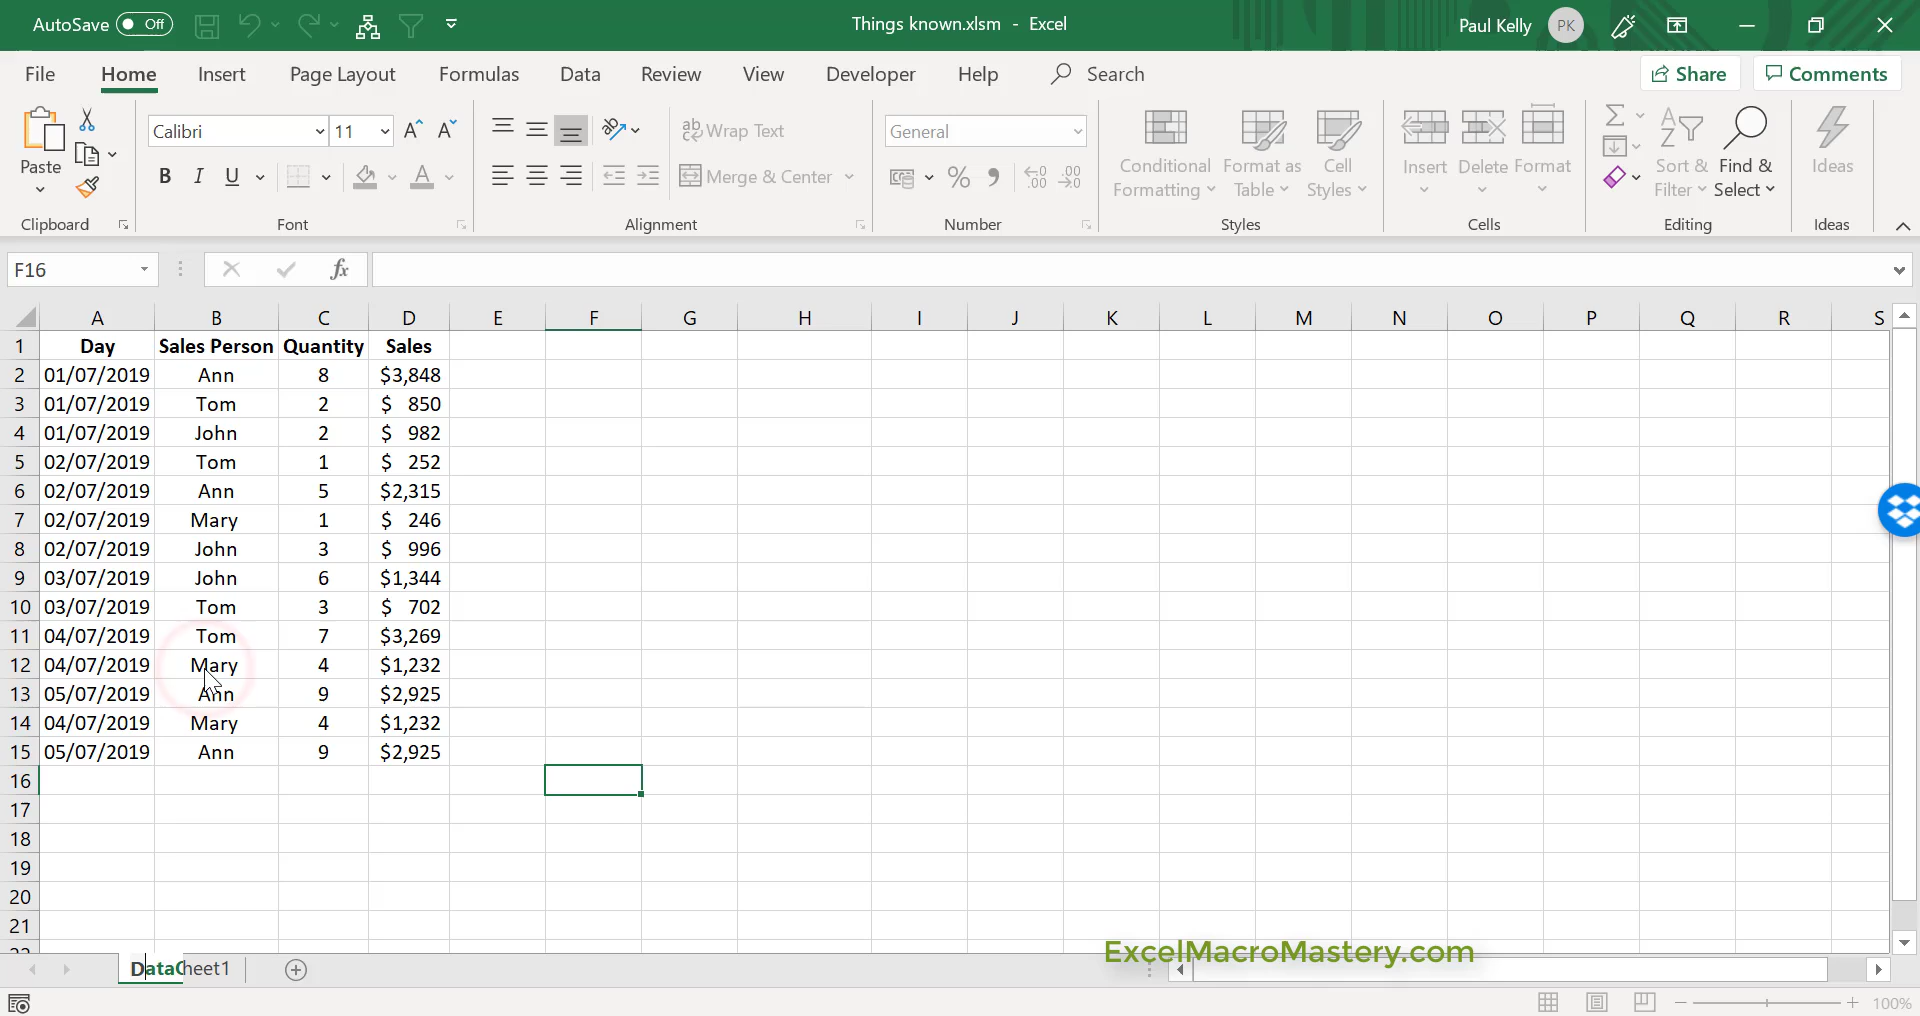 AutoSave Off
Things known.xlsm - Excel
Paul Kelly PK
File Home Insert Page Layout Formulas Data Review View Developer Help Search Share Comments
Paste
Clipboard
Calibri 11
B I U
Font
Wrap Text
Merge & Center
Alignment
General
% .00
Number
Conditional Formatting
Format as Table
Cell Styles
Styles
Insert Delete Format
Cells
Sort & Filter
Find & Select
Editing
Ideas
Ideas
F16 fx
A B C D E F G H I J K L M N O P Q R S
1 Day Sales Person Quantity Sales
2 01/07/2019 Ann 8 $3,848
3 01/07/2019 Tom 2 $ 850
4 01/07/2019 John 2 $ 982
5 02/07/2019 Tom 1 $ 252
6 02/07/2019 Ann 5 $2,315
7 02/07/2019 Mary 1 $ 246
8 02/07/2019 John 3 $ 996
9 03/07/2019 John 6 $1,344
10 03/07/2019 Tom 3 $ 702
11 04/07/2019 Tom 7 $3,269
12 04/07/2019 Mary 4 $1,232
13 05/07/2019 Ann 9 $2,925
14 04/07/2019 Mary 4 $1,232
15 05/07/2019 Ann 9 $2,925
16
17
18
19
20
21
ExcelMacroMastery.com
DataC heet1
100%